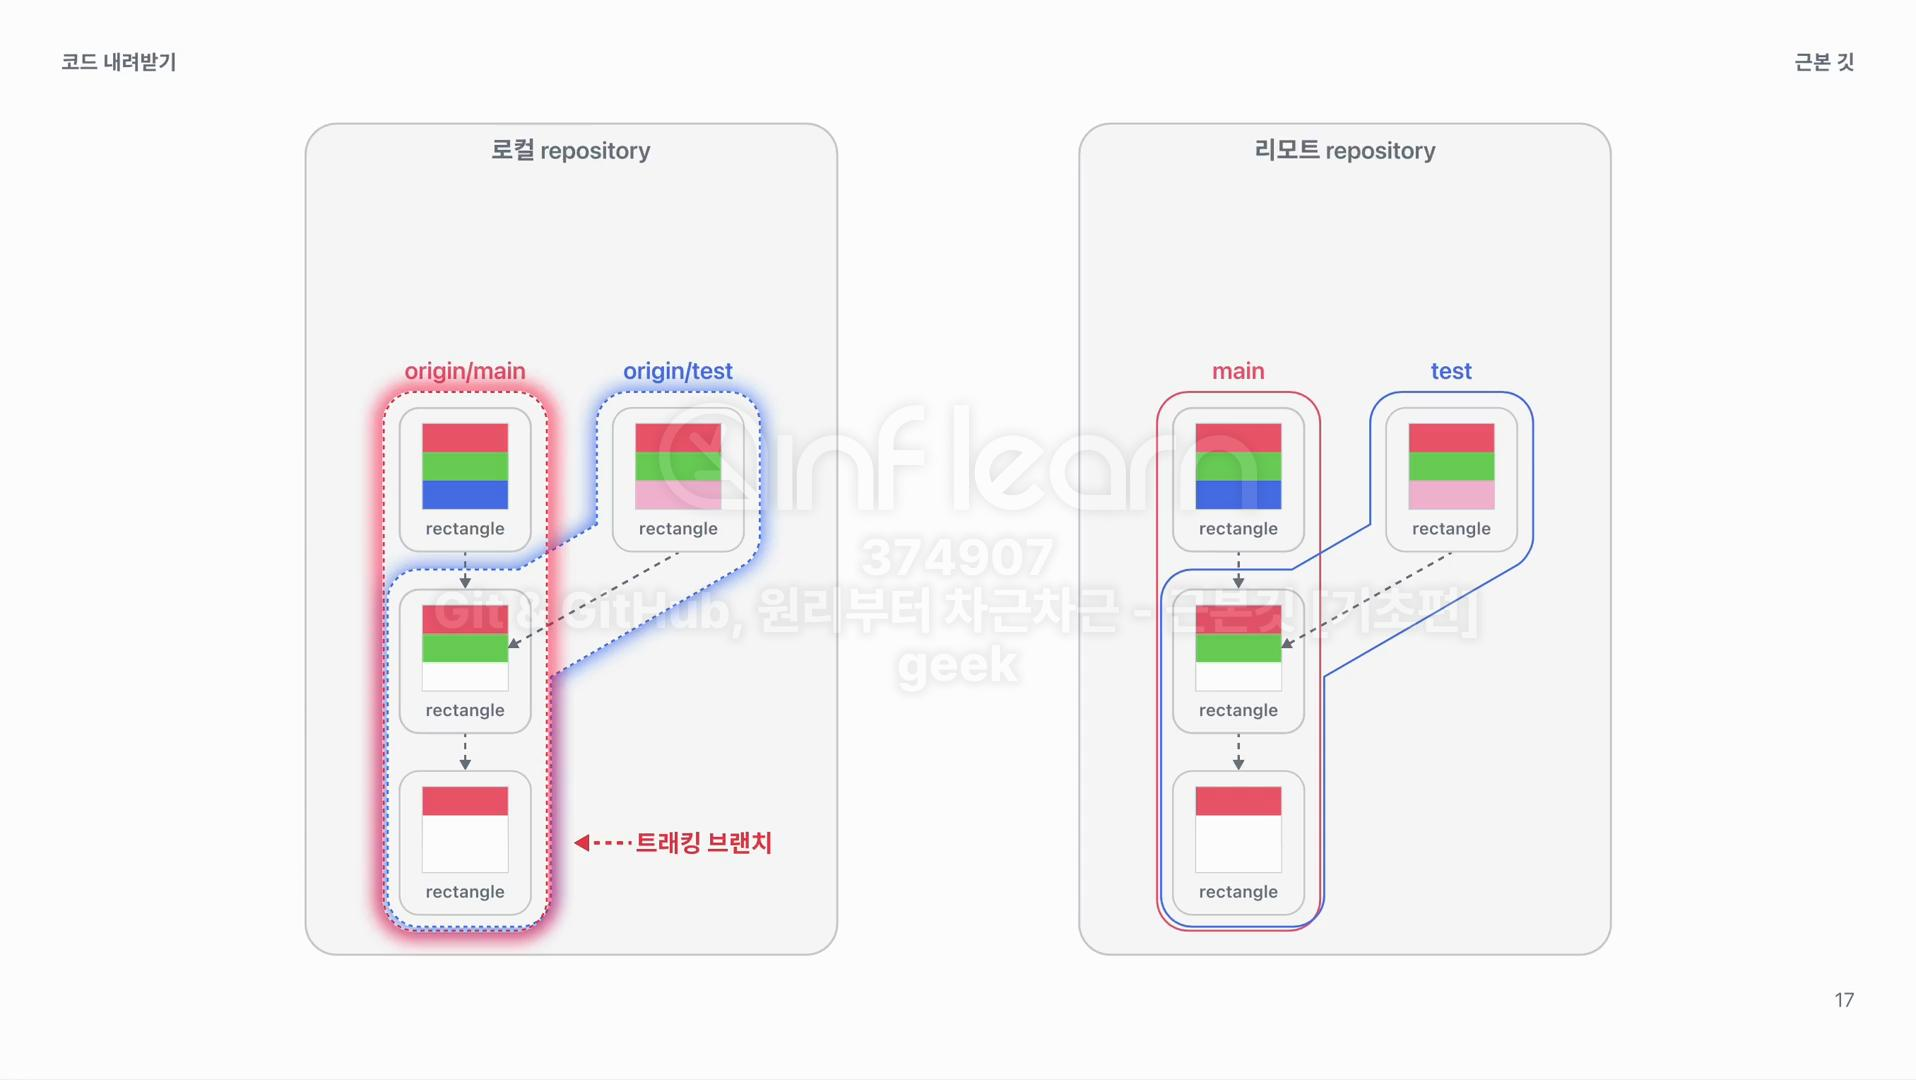 코드 내려받기
근본 깃
로컬 repository
리모트 repository
origin/main
origin/test
main
test
rectangle
rectangle
rectangle
rectangle
inflearn
374907
Git & GitHub, 원리부터 차근차근 - 근본깃 [기초편]
geek
rectangle
rectangle
트래킹 브랜치
rectangle
rectangle
17